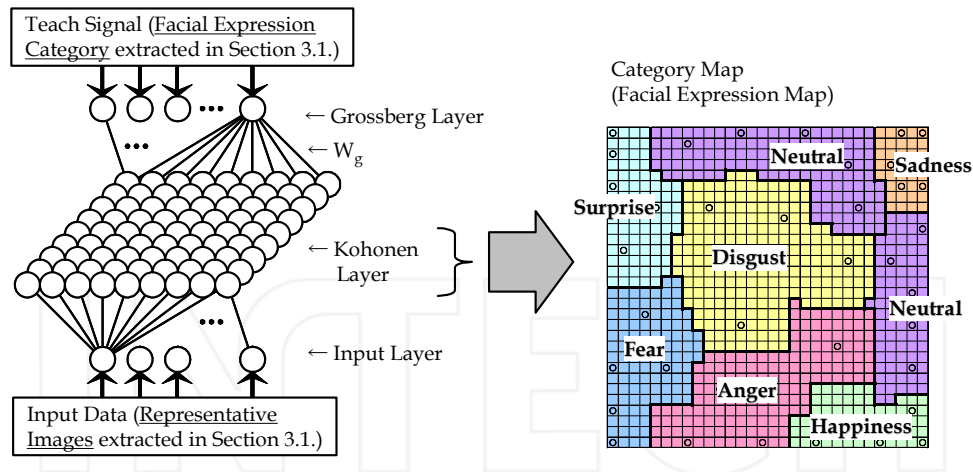 Teach Signal (Facial Expression
Category extracted in Section 3.1.)
← Grossberg Layer
← W_g
← Kohonen
Layer
← Input Layer
Input Data (Representative
Images extracted in Section 3.1.)
Category Map
(Facial Expression Map)
Neutral
Sadness
Surprise
Disgust
Neutral
Fear
Anger
Happiness
INTECH